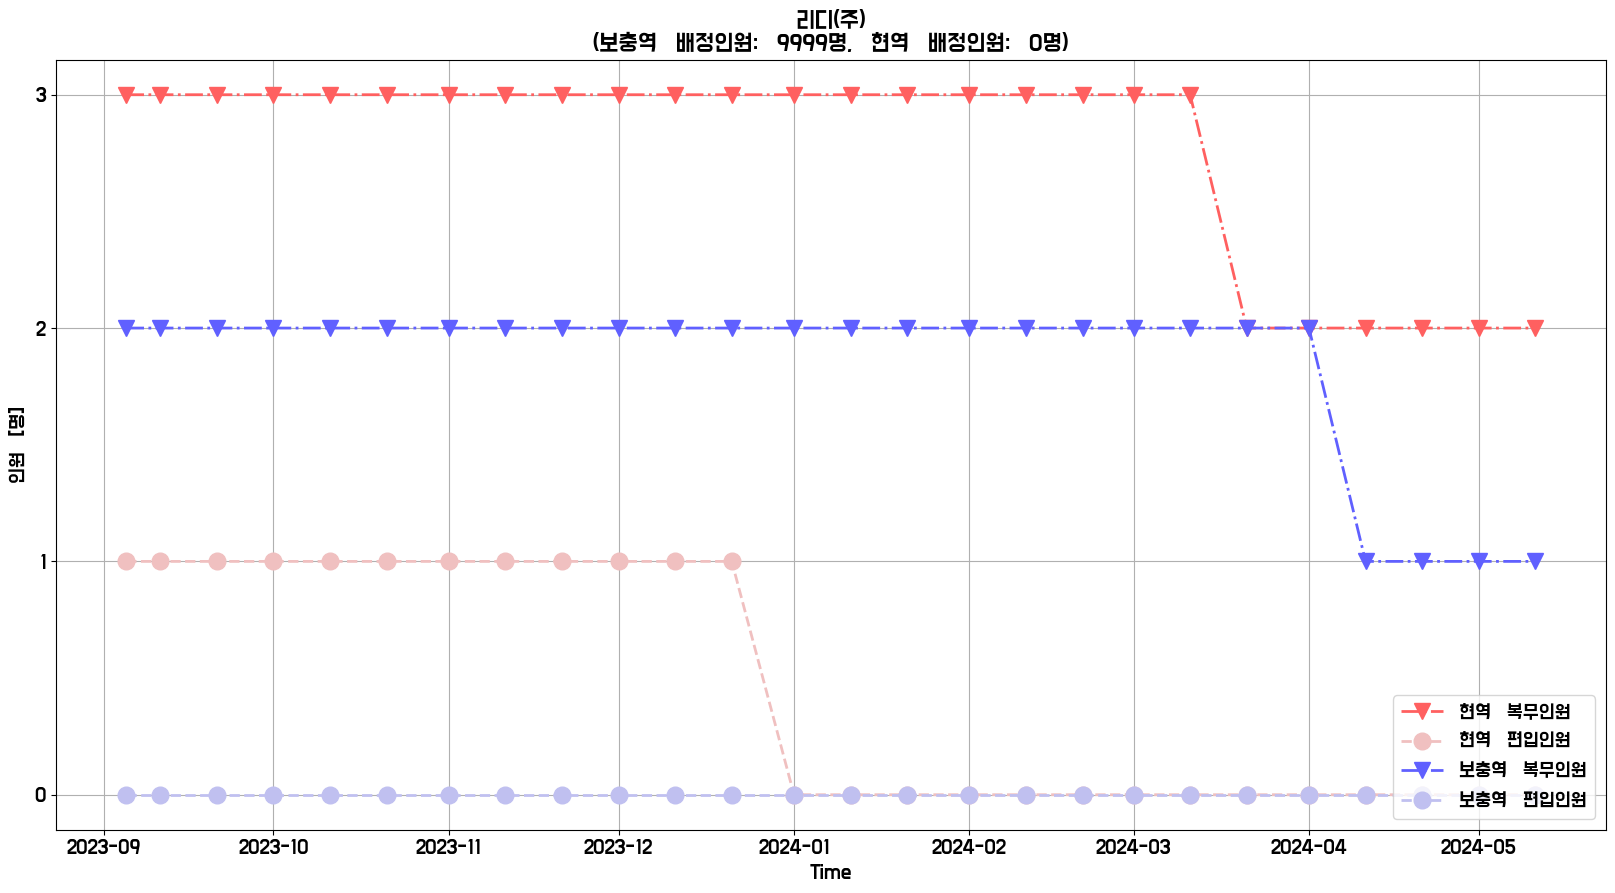 리디(주)
(보충역 배정인원: 9999명, 현역 배정인원: 0명)
3
2
1
0
인원 [명]
2023-09 2023-10 2023-11 2023-12 2024-01 2024-02 2024-03 2024-04 2024-05
Time
현역 복무인원
현역 편입인원
보충역 복무인원
보충역 편입인원